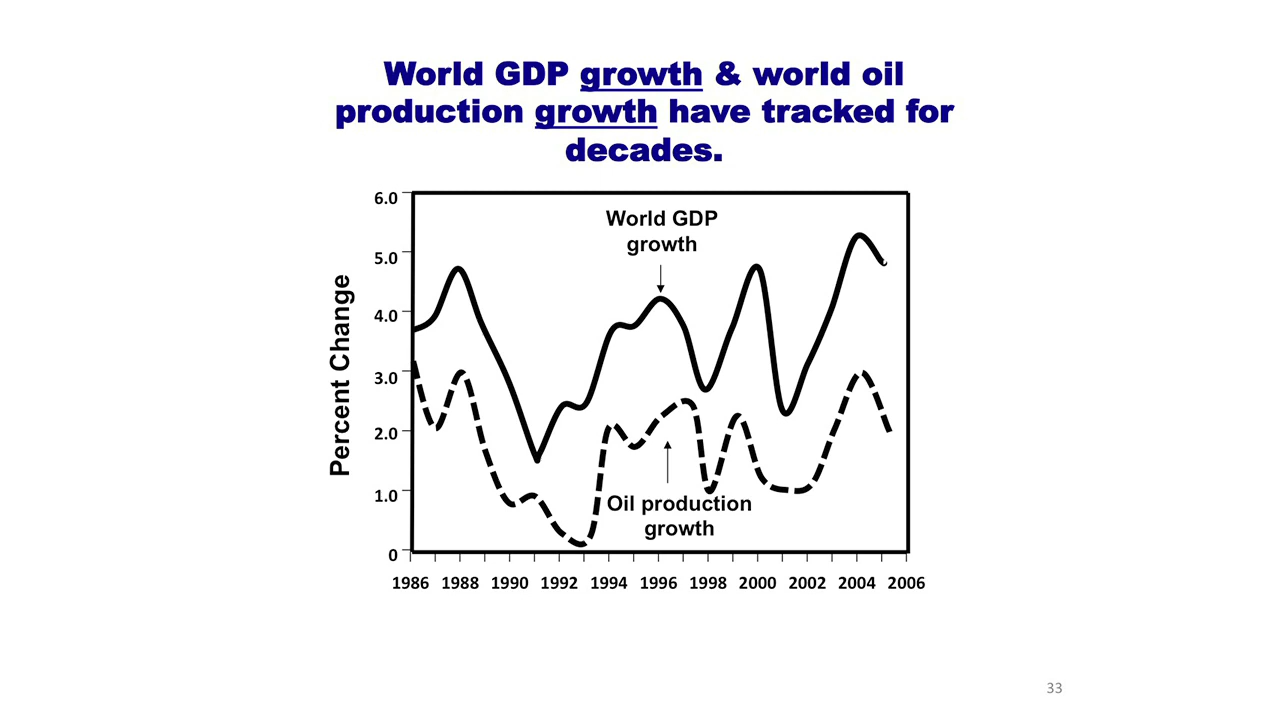 World GDP growth & world oil
production growth have tracked for
decades.
6.0
World GDP
growth
5.0
4.0
3.0
2.0
1.0
0
Percent Change
Oil production
growth
1986 1988 1990 1992 1994 1996 1998 2000 2002 2004 2006
33